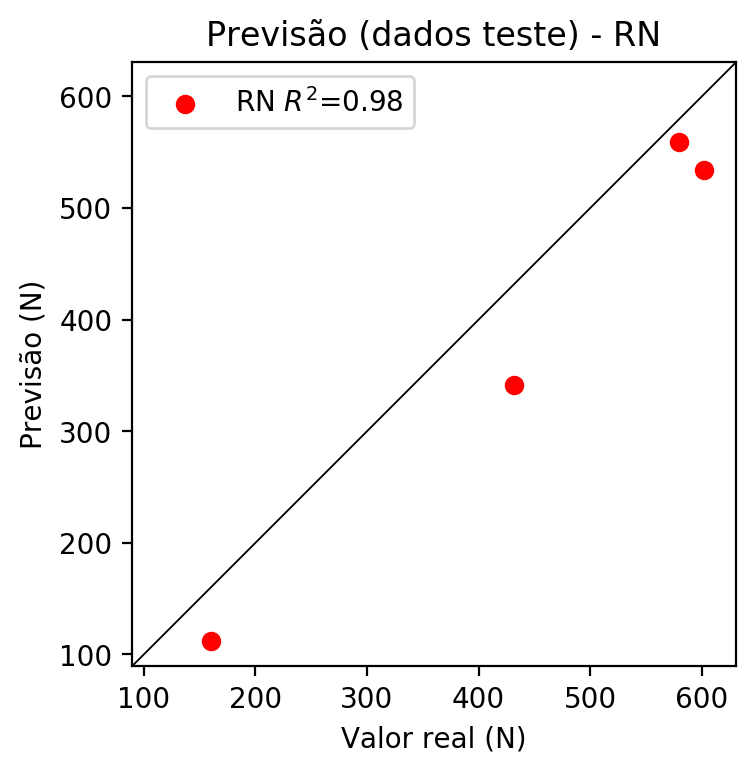 Previsão (dados teste) - RN
RN R²=0.98
600
500
400
300
200
100
Previsão (N)
100 200 300 400 500 600
Valor real (N)